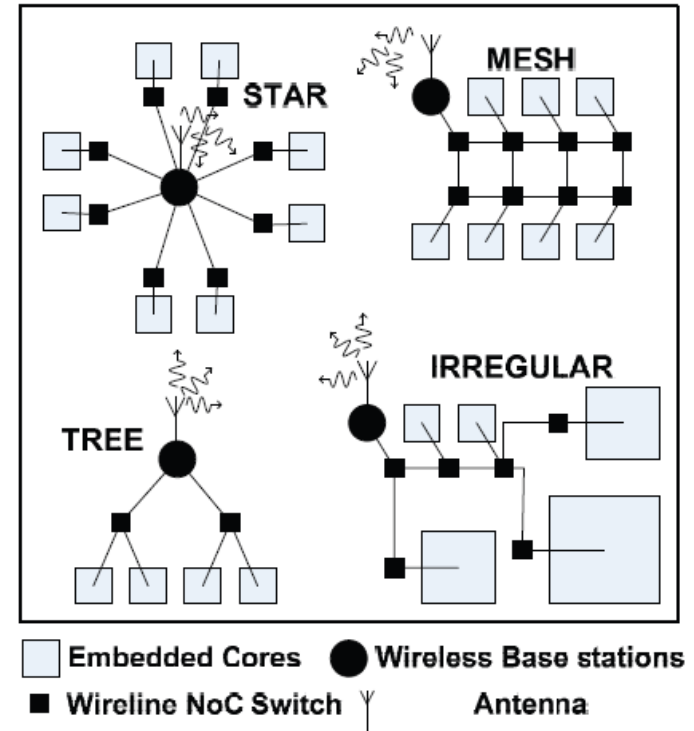 STAR
MESH
TREE
IRREGULAR
Embedded Cores
Wireless Base stations
Wireline NoC Switch
Antenna